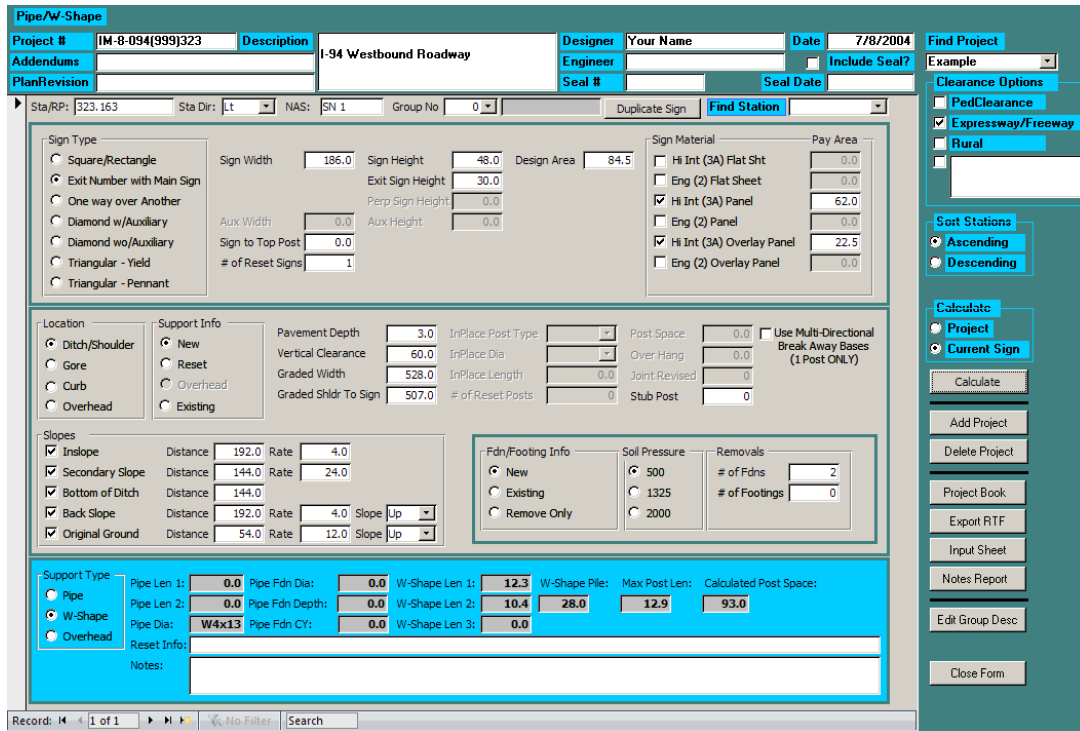 Pipe/W-Shape
Project # IM-8-094(999)323 Description I-94 Westbound Roadway Designer Your Name Date 7/8/2004 Find Project
Addendums Engineer Include Seal? Example
PlanRevision Seal # Seal Date Clearance Options
Sta/RP: 323.163 Sta Dir: Lt NAS: SN 1 Group No 0 Duplicate Sign Find Station PedClearance
Expressway/Freeway
Rural
Sign Type Sign Material Pay Area
Square/Rectangle Sign Width 186.0 Sign Height 48.0 Design Area 84.5 Hi Int (3A) Flat Sht 0.0
Exit Number with Main Sign Exit Sign Height 30.0 Eng (2) Flat Sheet 0.0
One way over Another Perp Sign Height 0.0 Hi Int (3A) Panel 62.0
Diamond w/Auxiliary Aux Width 0.0 Aux Height 0.0 Eng (2) Panel 0.0
Diamond wo/Auxiliary Sign to Top Post 0.0 Hi Int (3A) Overlay Panel 22.5
Triangular - Yield # of Reset Signs 1 Eng (2) Overlay Panel 0.0
Triangular - Pennant
Sort Stations
Ascending
Descending
Location Support Info
Ditch/Shoulder New Pavement Depth 3.0 InPlace Post Type Post Space 0.0 Use Multi-Directional
Gore Reset Vertical Clearance 60.0 InPlace Dia Over Hang 0.0 Break Away Bases
Curb Overhead Graded Width 528.0 InPlace Length 0.0 Joint Revised 0 (1 Post ONLY)
Overhead Existing Graded Shldr To Sign 507.0 # of Reset Posts 0 Stub Post 0
Calculate
Project
Current Sign
Calculate
Add Project
Delete Project
Slopes
Inslope Distance 192.0 Rate 4.0
Secondary Slope Distance 144.0 Rate 24.0
Bottom of Ditch Distance 144.0
Back Slope Distance 192.0 Rate 4.0 Slope Up
Original Ground Distance 54.0 Rate 12.0 Slope Up
Fdn/Footing Info Soil Pressure Removals
New 500 # of Fdns 2
Existing 1325 # of Footings 0
Remove Only 2000
Project Book
Export RTF
Input Sheet
Notes Report
Edit Group Desc
Close Form
Support Type
Pipe Pipe Len 1: 0.0 Pipe Fdn Dia: 0.0 W-Shape Len 1: 12.3 W-Shape Pile: Max Post Len: Calculated Post Space:
W-Shape Pipe Len 2: 0.0 Pipe Fdn Depth: 0.0 W-Shape Len 2: 10.4 28.0 12.9 93.0
Overhead Pipe Dia: W4x13 Pipe Fdn CY: 0.0 W-Shape Len 3: 0.0
Reset Info:
Notes:
Record: 1 of 1 No Filter Search